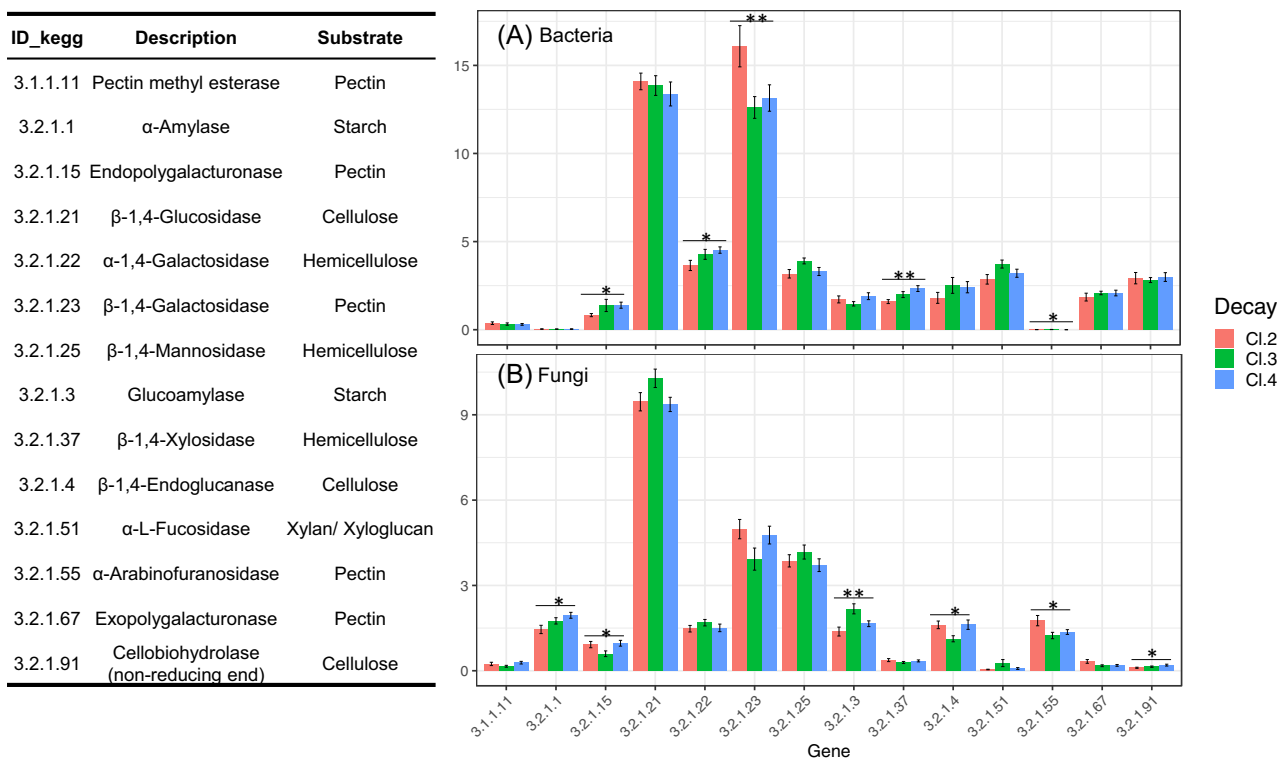 ID_kegg Description Substrate
3.1.1.11 Pectin methyl esterase Pectin
3.2.1.1 α-Amylase Starch
3.2.1.15 Endopolygalacturonase Pectin
3.2.1.21 β-1,4-Glucosidase Cellulose
3.2.1.22 α-1,4-Galactosidase Hemicellulose
3.2.1.23 β-1,4-Galactosidase Pectin
3.2.1.25 β-1,4-Mannosidase Hemicellulose
3.2.1.3 Glucoamylase Starch
3.2.1.37 β-1,4-Xylosidase Hemicellulose
3.2.1.4 β-1,4-Endoglucanase Cellulose
3.2.1.51 α-L-Fucosidase Xylan/ Xyloglucan
3.2.1.55 α-Arabinofuranosidase Pectin
3.2.1.67 Exopolygalacturonase Pectin
3.2.1.91 Cellobiohydrolase Cellulose
(non-reducing end)
(A) Bacteria
**
15
10
5
*
*
**
*
0
(B) Fungi
9
6
3
*
*
**
*
*
*
0
3.1.1.11 3.2.1.1 3.2.1.15 3.2.1.21 3.2.1.22 3.2.1.23 3.2.1.25 3.2.1.3 3.2.1.37 3.2.1.4 3.2.1.51 3.2.1.55 3.2.1.67 3.2.1.91
Gene
Decay
Cl.2
Cl.3
Cl.4